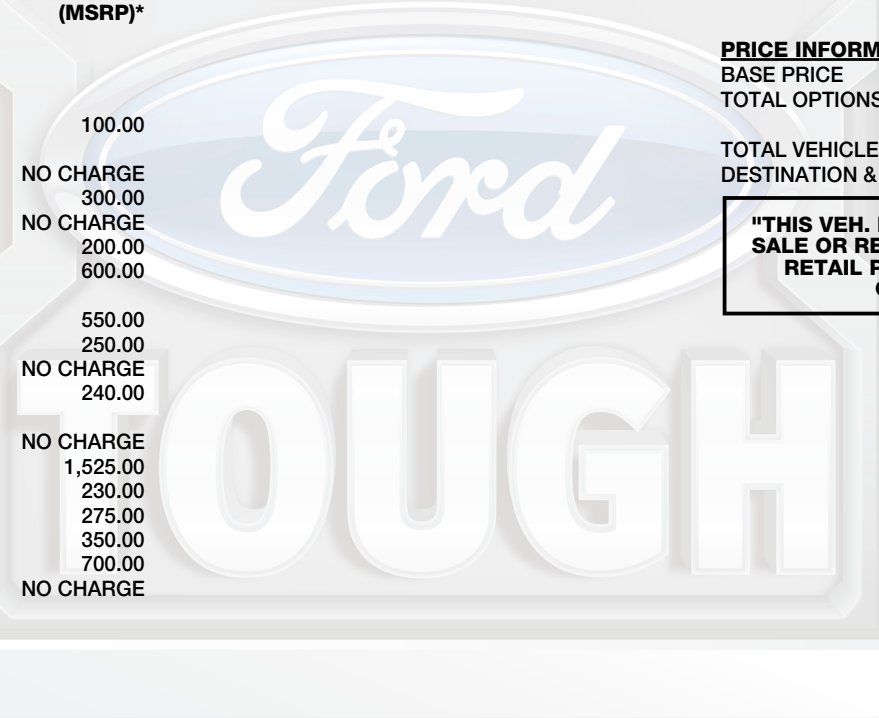 (MSRP)*
100.00
NO CHARGE
300.00
NO CHARGE
200.00
600.00
550.00
250.00
NO CHARGE
240.00
NO CHARGE
1,525.00
230.00
275.00
350.00
700.00
NO CHARGE
PRICE INFORM
BASE PRICE
TOTAL OPTIONS
TOTAL VEHICLE
DESTINATION &
"THIS VEH.
SALE OR RE
RETAIL P
Ford
TOUGH